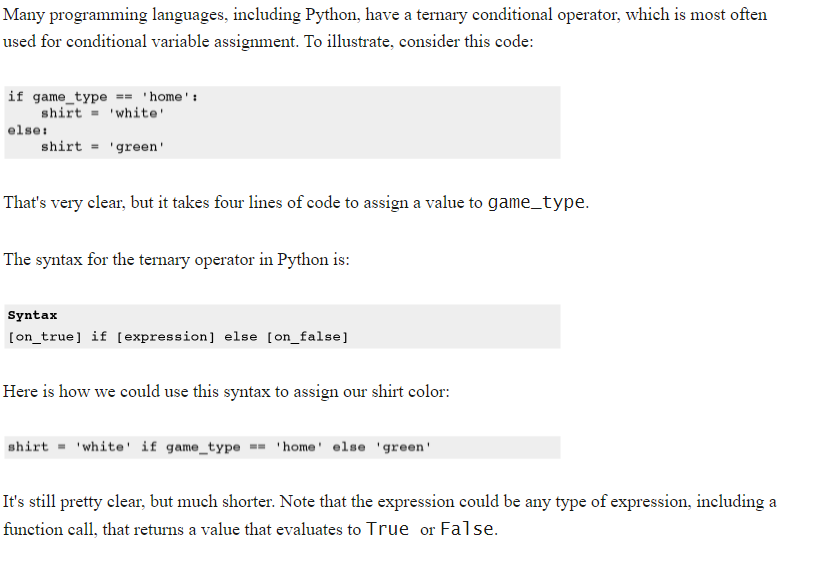 Many programming languages, including Python, have a ternary conditional operator, which is most often
used for conditional variable assignment. To illustrate, consider this code:
if game_type == 'home':
    shirt = 'white'
else:
    shirt = 'green'
That's very clear, but it takes four lines of code to assign a value to game_type.
The syntax for the ternary operator in Python is:
Syntax
[on_true] if [expression] else [on_false]
Here is how we could use this syntax to assign our shirt color:
shirt = 'white' if game_type == 'home' else 'green'
It's still pretty clear, but much shorter. Note that the expression could be any type of expression, including a
function call, that returns a value that evaluates to True or False.